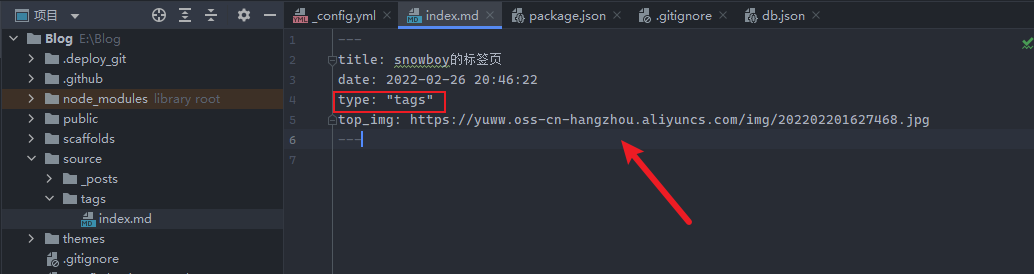 项目
_config.yml
index.md
package.json
.gitignore
db.json
Blog E:\Blog
.deploy_git
.github
node_modules library root
public
scaffolds
source
_posts
tags
index.md
themes
.gitignore
1 ---
2 title: snowboy的标签页
3 date: 2022-02-26 20:46:22
4 type: "tags"
5 top_img: https://yuww.oss-cn-hangzhou.aliyuncs.com/img/202202201627468.jpg
6 ---
7